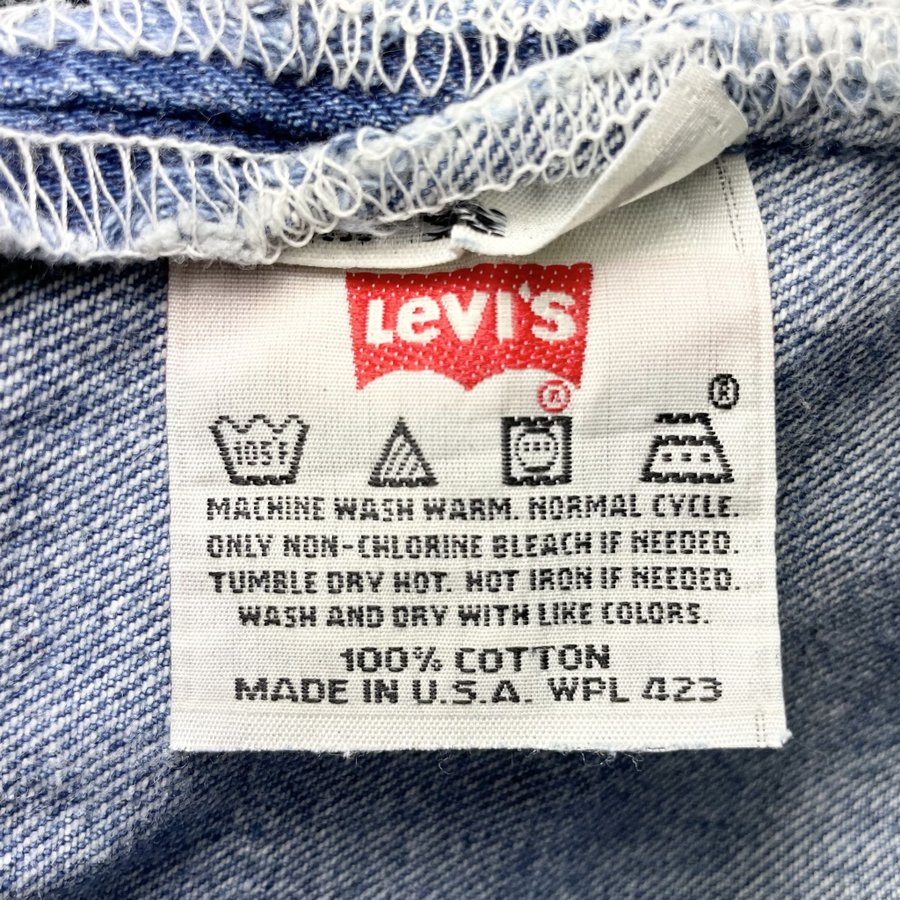 Levi's
®
®
105F
MACHINE WASH WARM. NORMAL CYCLE.
ONLY NON-CHLORINE BLEACH IF NEEDED.
TUMBLE DRY HOT. HOT IRON IF NEEDED.
WASH AND DRY WITH LIKE COLORS.
100% COTTON
MADE IN U.S.A. WPL 423